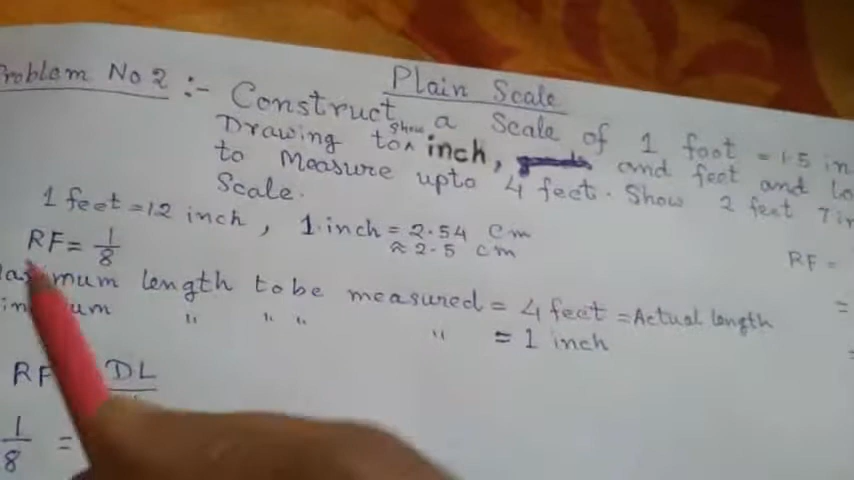 Plain Scale
Problem No 2 :- Construct a Scale of 1 foot = 1.5 in
Drawing to show inch, and feet and lo
to Measure upto 4 feet. Show 2 feet 7 in
Scale.
1 feet = 12 inch, 1 inch = 2.54 cm
≈ 2.5 cm
RF = 1/8
RF =
=
mum length to be measured = 4 feet = Actual length
um " " " " = 1 inch
RF DL
1/8 =